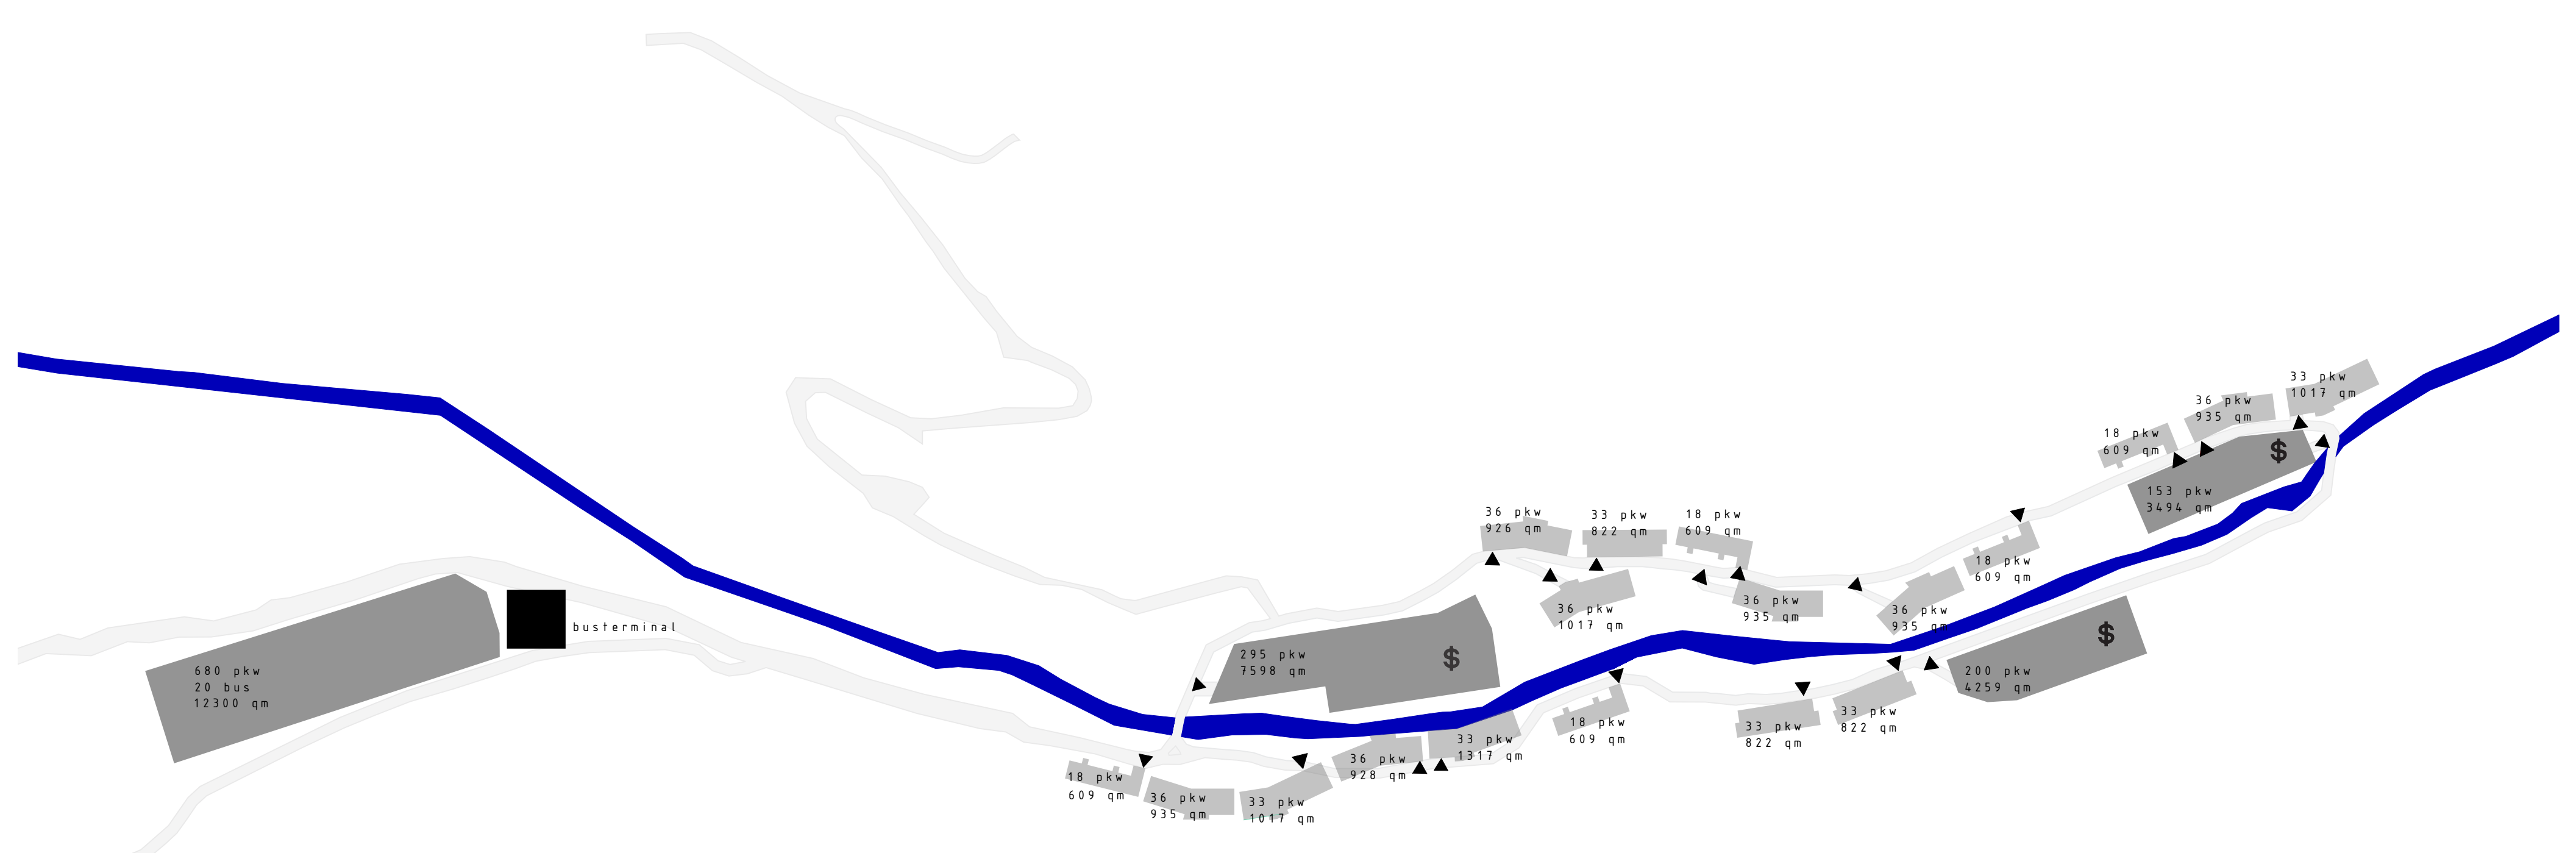 33 pkw
1017 qm
36 pkw
935 qm
18 pkw
609 qm
$
153 pkw
3494 qm
36 pkw
926 qm
33 pkw
822 qm
18 pkw
609 qm
18 pkw
609 qm
36 pkw
1017 qm
36 pkw
935 qm
36 pkw
935 qm
busterminal
680 pkw
20 bus
12300 qm
295 pkw
7598 qm
$
$
200 pkw
4259 qm
18 pkw
609 qm
33 pkw
822 qm
33 pkw
822 qm
33 pkw
1317 qm
36 pkw
928 qm
18 pkw
609 qm
36 pkw
935 qm
33 pkw
1017 qm